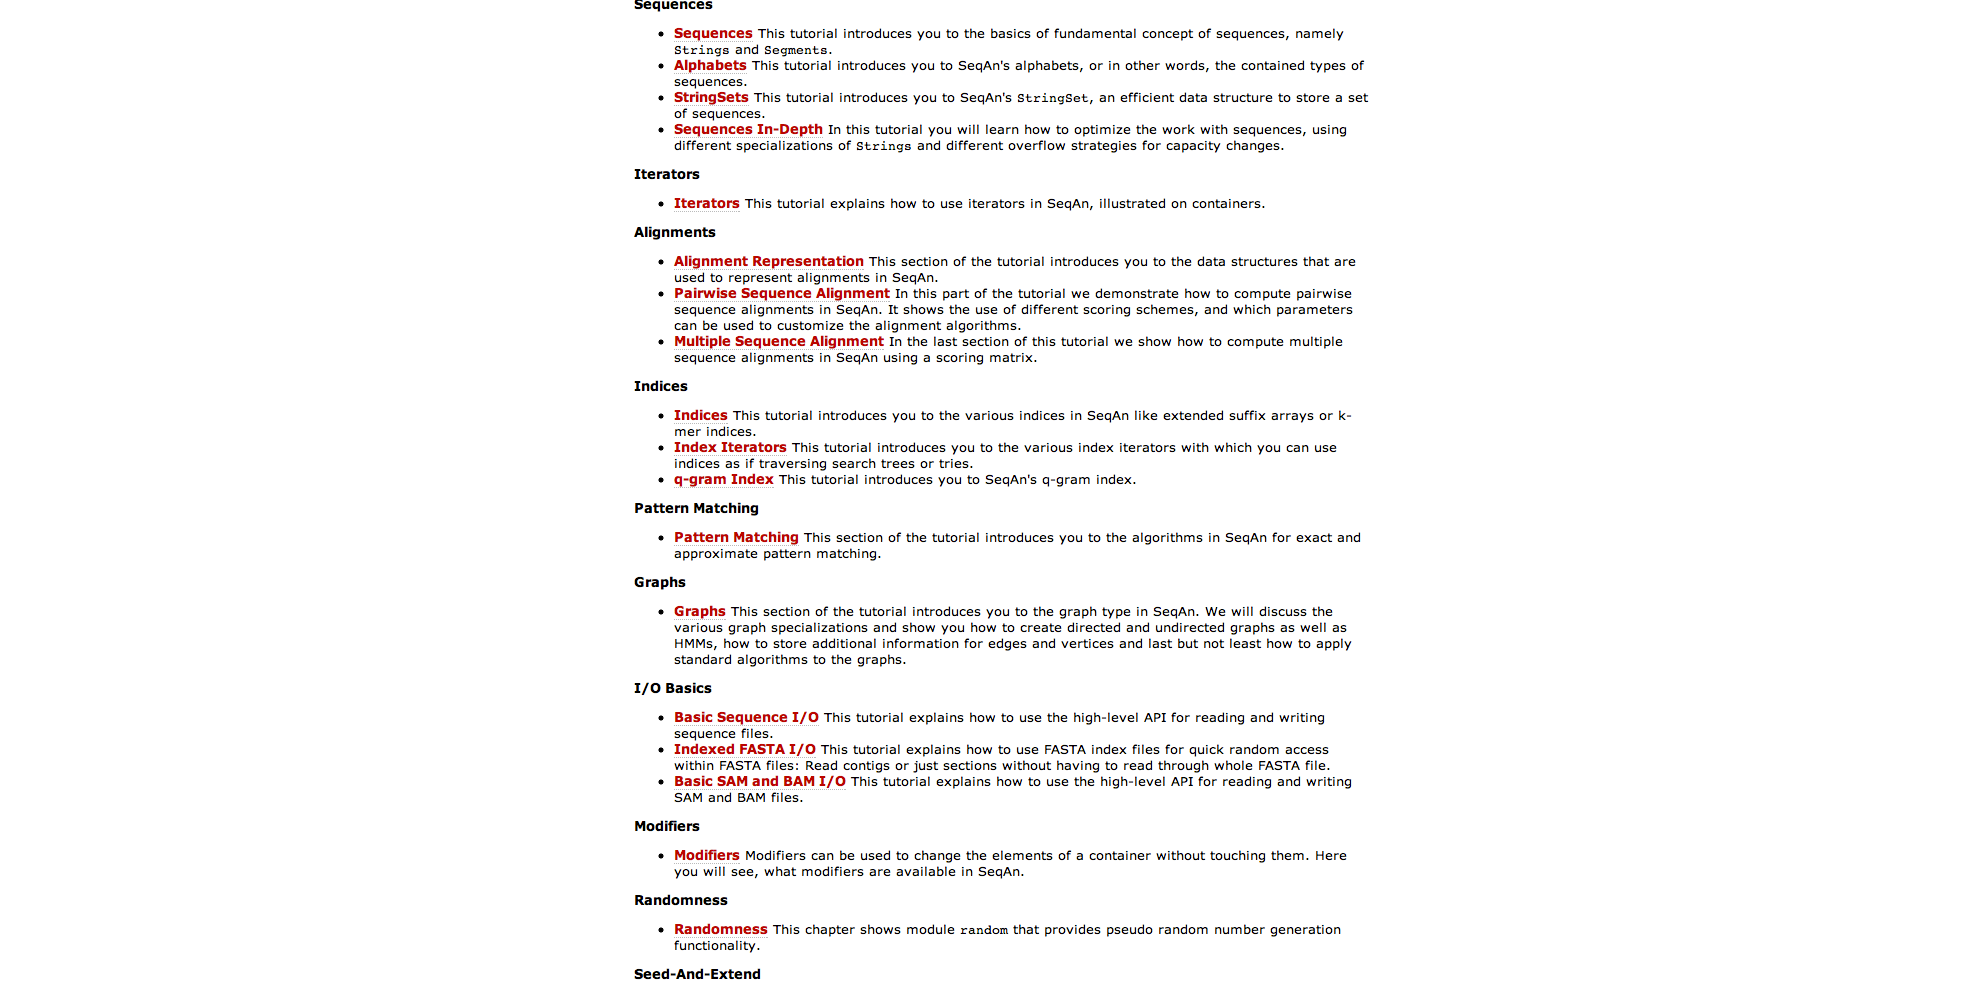 Sequences
• Sequences This tutorial introduces you to the basics of fundamental concept of sequences, namely
Strings and Segments.
• Alphabets This tutorial introduces you to SeqAn's alphabets, or in other words, the contained types of
sequences.
• StringSets This tutorial introduces you to SeqAn's StringSet, an efficient data structure to store a set
of sequences.
• Sequences In-Depth In this tutorial you will learn how to optimize the work with sequences, using
different specializations of Strings and different overflow strategies for capacity changes.
Iterators
• Iterators This tutorial explains how to use iterators in SeqAn, illustrated on containers.
Alignments
• Alignment Representation This section of the tutorial introduces you to the data structures that are
used to represent alignments in SeqAn.
• Pairwise Sequence Alignment In this part of the tutorial we demonstrate how to compute pairwise
sequence alignments in SeqAn. It shows the use of different scoring schemes, and which parameters
can be used to customize the alignment algorithms.
• Multiple Sequence Alignment In the last section of this tutorial we show how to compute multiple
sequence alignments in SeqAn using a scoring matrix.
Indices
• Indices This tutorial introduces you to the various indices in SeqAn like extended suffix arrays or k-
mer indices.
• Index Iterators This tutorial introduces you to the various index iterators with which you can use
indices as if traversing search trees or tries.
• q-gram Index This tutorial introduces you to SeqAn's q-gram index.
Pattern Matching
• Pattern Matching This section of the tutorial introduces you to the algorithms in SeqAn for exact and
approximate pattern matching.
Graphs
• Graphs This section of the tutorial introduces you to the graph type in SeqAn. We will discuss the
various graph specializations and show you how to create directed and undirected graphs as well as
HMMs, how to store additional information for edges and vertices and last but not least how to apply
standard algorithms to the graphs.
I/O Basics
• Basic Sequence I/O This tutorial explains how to use the high-level API for reading and writing
sequence files.
• Indexed FASTA I/O This tutorial explains how to use FASTA index files for quick random access
within FASTA files: Read contigs or just sections without having to read through whole FASTA file.
• Basic SAM and BAM I/O This tutorial explains how to use the high-level API for reading and writing
SAM and BAM files.
Modifiers
• Modifiers Modifiers can be used to change the elements of a container without touching them. Here
you will see, what modifiers are available in SeqAn.
Randomness
• Randomness This chapter shows module random that provides pseudo random number generation
functionality.
Seed-And-Extend